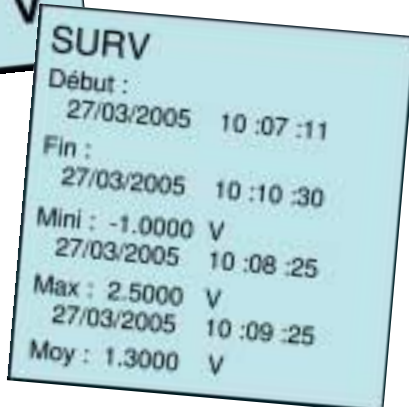 V
SURV
Début :
27/03/2005 10 :07 :11
Fin :
27/03/2005 10 :10 :30
Mini : -1.0000 V
27/03/2005 10 :08 :25
Max : 2.5000 V
27/03/2005 10 :09 :25
Moy : 1.3000 V